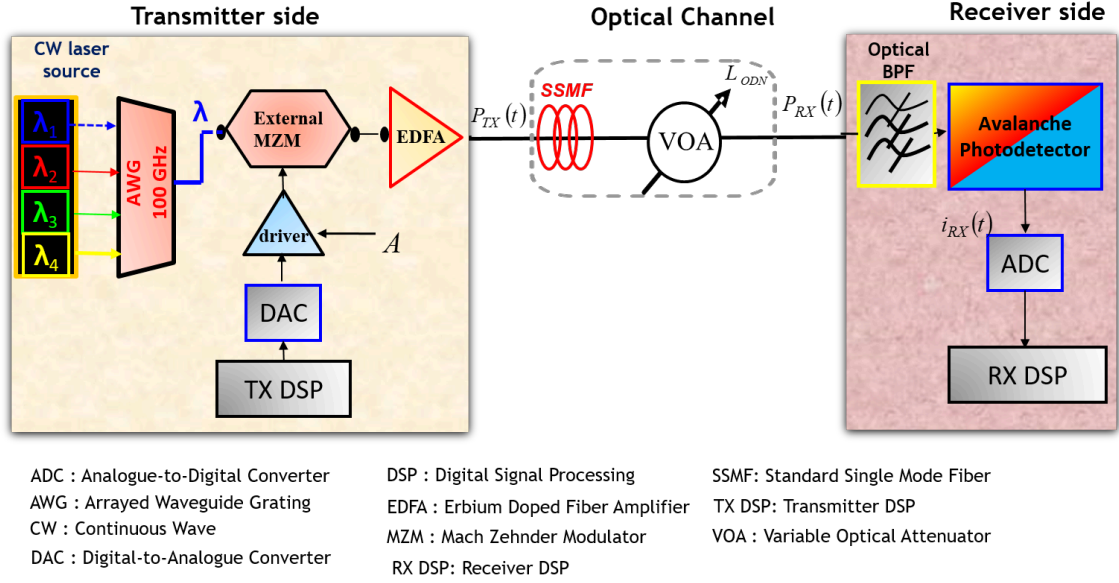 Transmitter side
Optical Channel
Receiver side
CW laser
source
λ1
λ2
λ3
λ4
AWG
100 GHz
λ
External
MZM
EDFA
driver
A
DAC
TX DSP
P_TX(t)
SSMF
L_ODN
VOA
P_RX(t)
Optical
BPF
Avalanche
Photodetector
i_RX(t)
ADC
RX DSP
ADC : Analogue-to-Digital Converter
AWG : Arrayed Waveguide Grating
CW : Continuous Wave
DAC : Digital-to-Analogue Converter
DSP : Digital Signal Processing
EDFA : Erbium Doped Fiber Amplifier
MZM : Mach Zehnder Modulator
RX DSP: Receiver DSP
SSMF: Standard Single Mode Fiber
TX DSP: Transmitter DSP
VOA : Variable Optical Attenuator